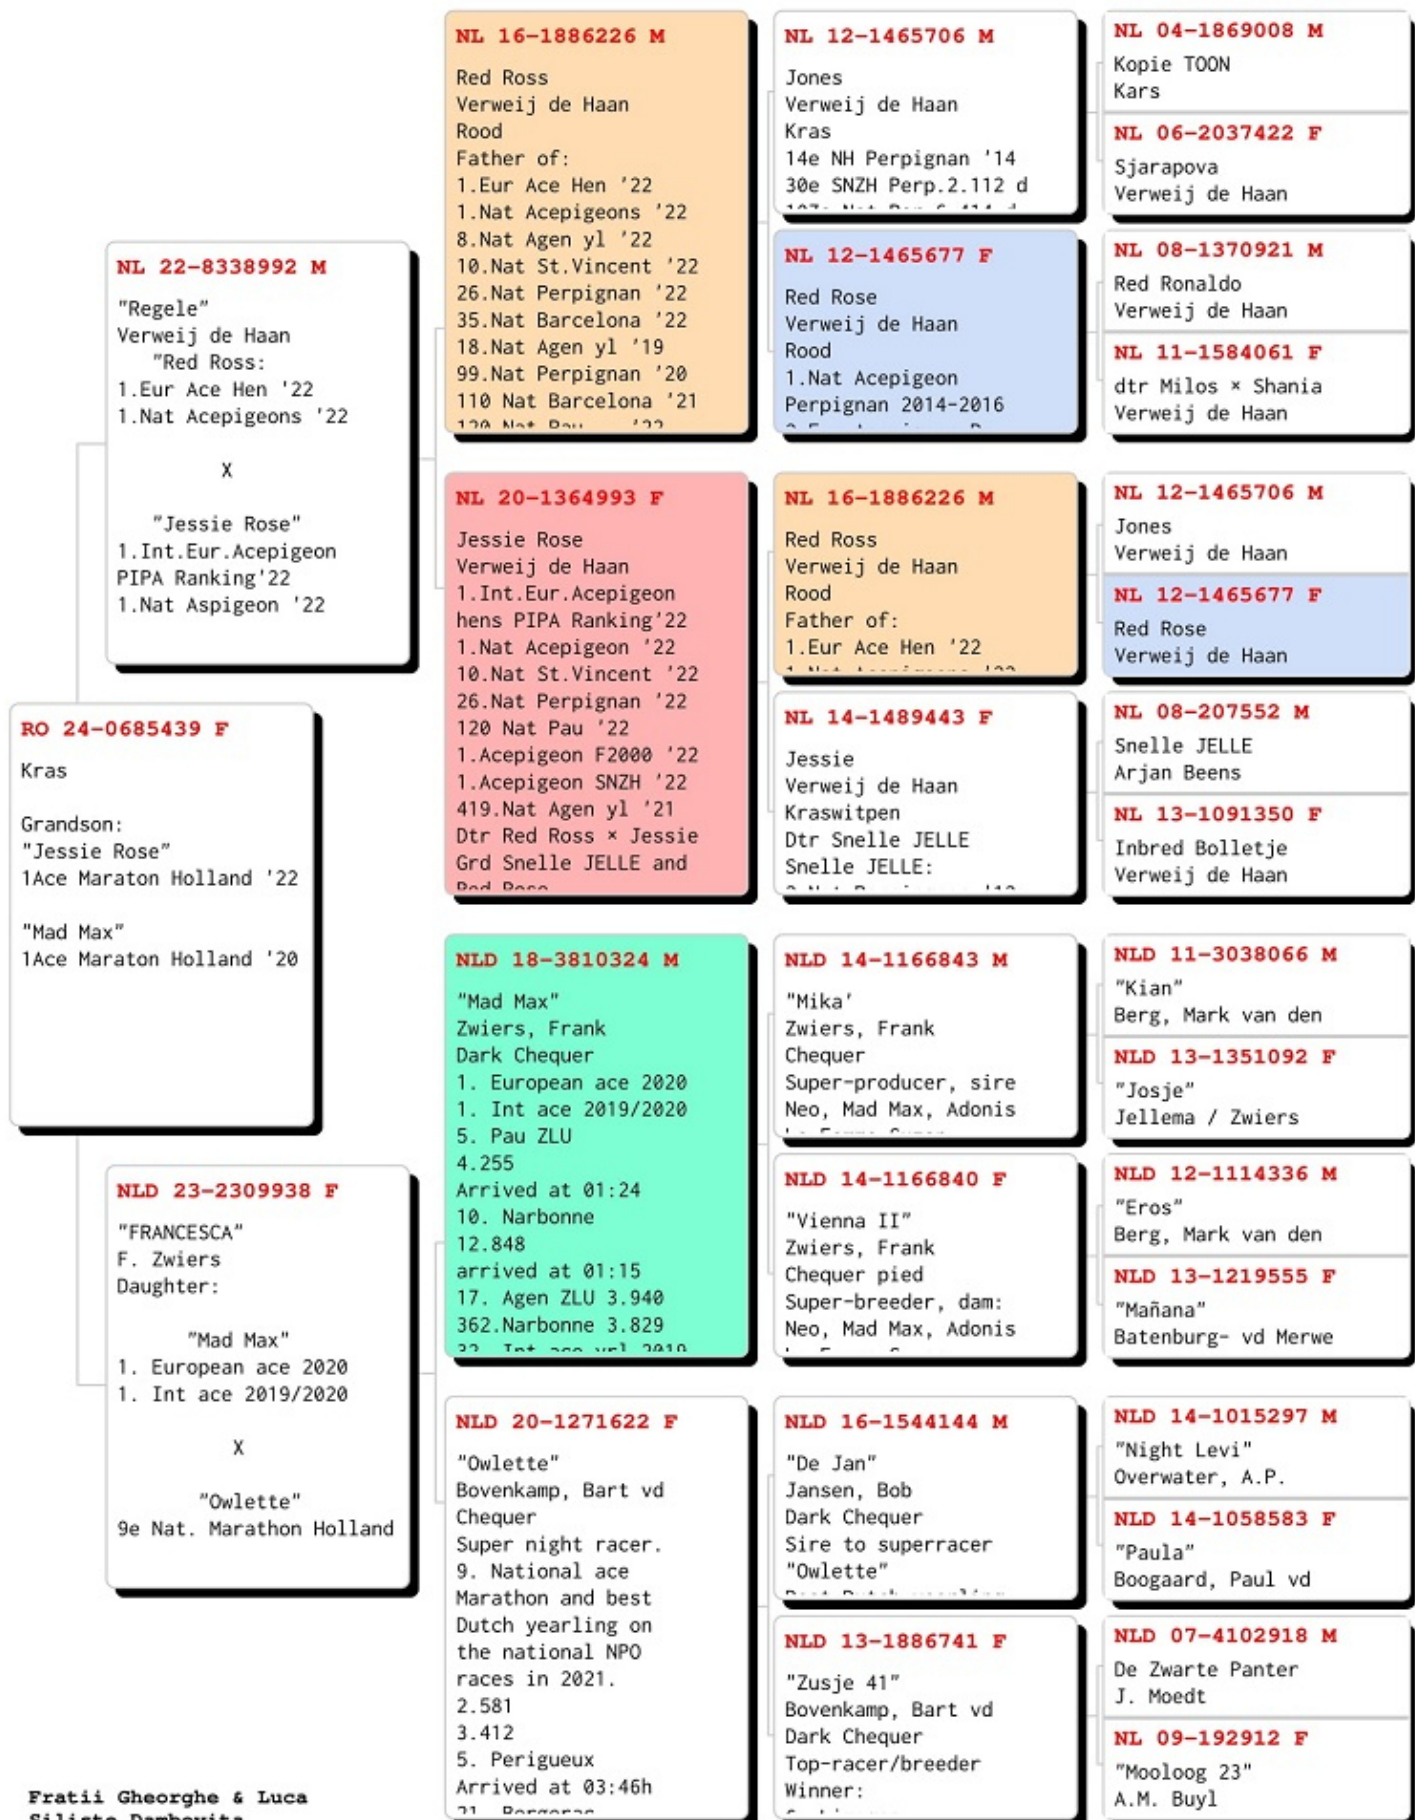 RO 24-0685439 F
Kras
Grandson:
"Jessie Rose"
1Ace Maraton Holland '22
"Mad Max"
1Ace Maraton Holland '20
NL 22-8338992 M
"Regele"
Verweij de Haan
"Red Ross:
1.Eur Ace Hen '22
1.Nat Acepigeons '22
X
"Jessie Rose"
1.Int.Eur.Acepigeon
PIPA Ranking'22
1.Nat Aspigeon '22
NLD 23-2309938 F
"FRANCESCA"
F. Zwiers
Daughter:
"Mad Max"
1. European ace 2020
1. Int ace 2019/2020
X
"Owlette"
9e Nat. Marathon Holland
NL 16-1886226 M
Red Ross
Verweij de Haan
Rood
Father of:
1.Eur Ace Hen '22
1.Nat Acepigeons '22
8.Nat Agen yl '22
10.Nat St.Vincent '22
26.Nat Perpignan '22
35.Nat Barcelona '22
18.Nat Agen yl '19
99.Nat Perpignan '20
110 Nat Barcelona '21
120 Nat Pau '22
NL 20-1364993 F
Jessie Rose
Verweij de Haan
1.Int.Eur.Acepigeon
hens PIPA Ranking'22
1.Nat Acepigeon '22
10.Nat St.Vincent '22
26.Nat Perpignan '22
120 Nat Pau '22
1.Acepigeon F2000 '22
1.Acepigeon SNZH '22
419.Nat Agen yl '21
Dtr Red Ross × Jessie
Grd Snelle JELLE and
Red Rose
NLD 18-3810324 M
"Mad Max"
Zwiers, Frank
Dark Chequer
1. European ace 2020
1. Int ace 2019/2020
5. Pau ZLU
4.255
Arrived at 01:24
10. Narbonne
12.848
arrived at 01:15
17. Agen ZLU 3.940
362.Narbonne 3.829
32. Int ace yrl 2019
NLD 20-1271622 F
"Owlette"
Bovenkamp, Bart vd
Chequer
Super night racer.
9. National ace
Marathon and best
Dutch yearling on
the national NPO
races in 2021.
2.581
3.412
5. Perigueux
Arrived at 03:46h
21. Bergerac
NL 12-1465706 M
Jones
Verweij de Haan
Kras
14e NH Perpignan '14
30e SNZH Perp.2.112 d
NL 12-1465677 F
Red Rose
Verweij de Haan
Rood
1.Nat Acepigeon
Perpignan 2014-2016
NL 16-1886226 M
Red Ross
Verweij de Haan
Rood
Father of:
1.Eur Ace Hen '22
1.Nat Acepigeons '22
NL 14-1489443 F
Jessie
Verweij de Haan
Kraswitpen
Dtr Snelle JELLE
Snelle JELLE:
NLD 14-1166843 M
"Mika'
Zwiers, Frank
Chequer
Super-producer, sire
Neo, Mad Max, Adonis
NLD 14-1166840 F
"Vienna II"
Zwiers, Frank
Chequer pied
Super-breeder, dam:
Neo, Mad Max, Adonis
NLD 16-1544144 M
"De Jan"
Jansen, Bob
Dark Chequer
Sire to superracer
"Owlette"
Best Dutch yearling
NLD 13-1886741 F
"Zusje 41"
Bovenkamp, Bart vd
Dark Chequer
Top-racer/breeder
Winner:
NL 04-1869008 M
Kopie TOON
Kars
NL 06-2037422 F
Sjarapova
Verweij de Haan
NL 08-1370921 M
Red Ronaldo
Verweij de Haan
NL 11-1584061 F
dtr Milos × Shania
Verweij de Haan
NL 12-1465706 M
Jones
Verweij de Haan
NL 12-1465677 F
Red Rose
Verweij de Haan
NL 08-207552 M
Snelle JELLE
Arjan Beens
NL 13-1091350 F
Inbred Bolletje
Verweij de Haan
NLD 11-3038066 M
"Kian"
Berg, Mark van den
NLD 13-1351092 F
"Josje"
Jellema / Zwiers
NLD 12-1114336 M
"Eros"
Berg, Mark van den
NLD 13-1219555 F
"Mañana"
Batenburg- vd Merwe
NLD 14-1015297 M
"Night Levi"
Overwater, A.P.
NLD 14-1058583 F
"Paula"
Boogaard, Paul vd
NLD 07-4102918 M
De Zwarte Panter
J. Moedt
NL 09-192912 F
"Mooloog 23"
A.M. Buyl
Fratii Gheorghe & Luca
Siliste Dambovita